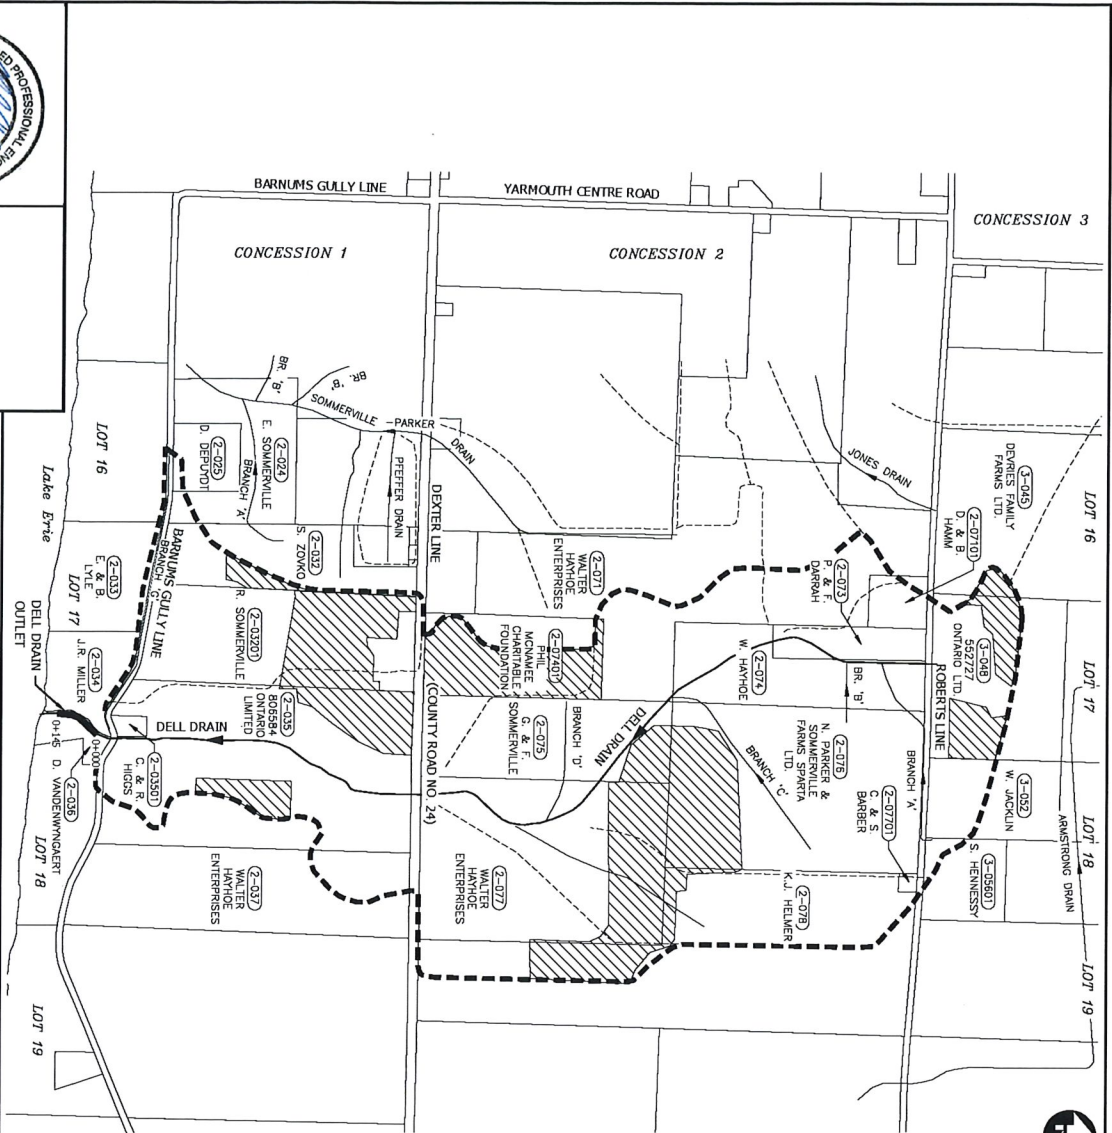 ED PROFESSIONAL ENG
BARNUMS GULLY LINE
YARMOUTH CENTRE ROAD
CONCESSION 1
CONCESSION 2
CONCESSION 3
BR. 'B'
BR. 'B'
SOMMERVILLE - PARKER DRAIN
PFEFFER DRAIN
JONES DRAIN
DEXTER LINE
(COUNTY ROAD NO. 24)
LOT 16
LOT 16
2-025
D. DEPUYDT
2-024
E. SOMMERVILLE
BRANCH 'A'
2-032
S. ZOVKO
2-071
WALTER
HAYHOE
ENTERPRISES
2-073
P. & F.
DARRAH
2-07101
D. & B.
HAMM
3-045
DEVRIES FAMILY
FARMS LTD.
Lake Erie
2-033
E. & B.
LYLE
LOT 17
BARNUMS GULLY LINE
BRANCH 'C'
2-03201
R. SOMMERVILLE
2-07401
PHIL
MCNAMEE
CHARITABLE
FOUNDATION
2-074
W. HAYHOE
BR. 'B'
3-048
552727
ONTARIO LTD.
ROBERTS LINE
LOT 17
DELL DRAIN
OUTLET
2-034
J.R. MILLER
2-035
806584
ONTARIO
LIMITED
DELL DRAIN
2-075
G. & F.
SOMMERVILLE
BRANCH 'D'
DELL DRAIN
BRANCH 'C'
2-076
N. PARKER &
SOMMERVILLE
FARMS SPARTA
LTD.
BRANCH 'A'
2-07701
C. & S.
BARBER
3-052
W. JACKLIN
ARMSTRONG DRAIN
LOT 18
0+145
0+000
2-03501
C. & R.
HIGGS
2-036
D. VANDENWYNGAERT
LOT 18
2-037
WALTER
HAYHOE
ENTERPRISES
2-077
WALTER
HAYHOE
ENTERPRISES
2-078
K.J. HELMER
3-05601
S. HENNESSY
LOT 19
LOT 19